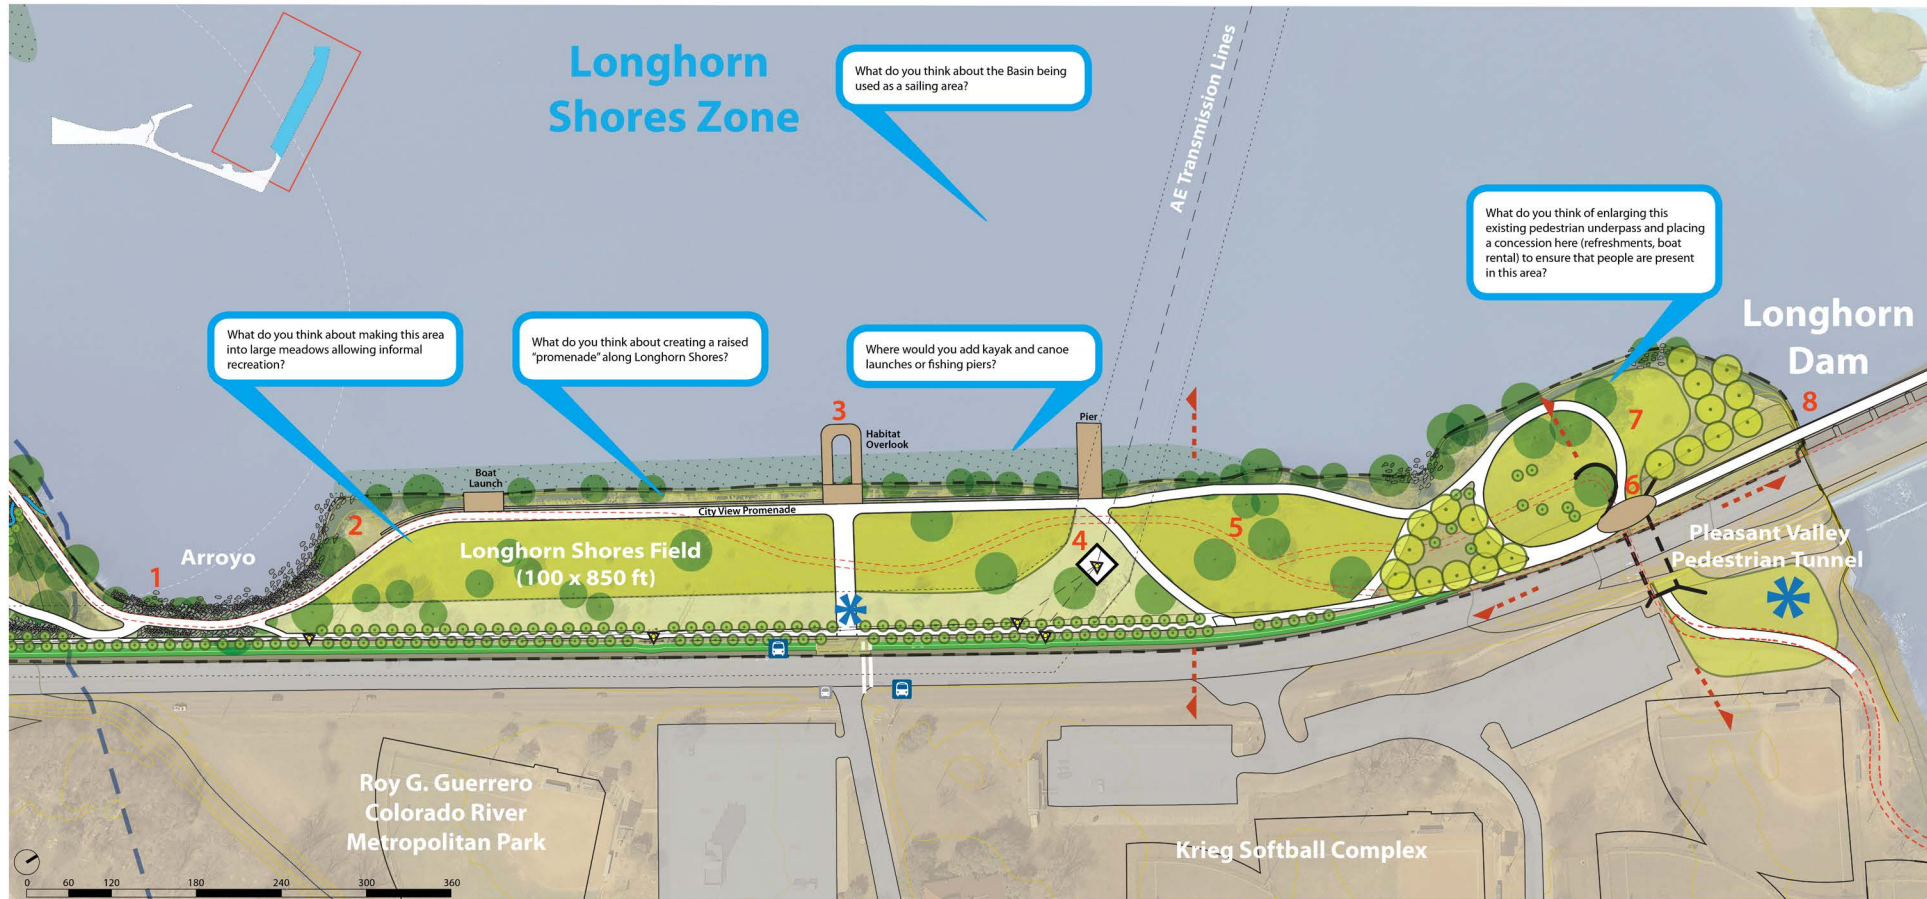 Longhorn
Shores Zone
What do you think about the Basin being
used as a sailing area?
AE Transmission Lines
What do you think of enlarging this
existing pedestrian underpass and placing
a concession here (refreshments, boat
rental) to ensure that people are present
in this area?
Longhorn
Dam
What do you think about making this area
into large meadows allowing informal
recreation?
What do you think about creating a raised
“promenade” along Longhorn Shores?
Where would you add kayak and canoe
launches or fishing piers?
3
Habitat
Overlook
Pier
7
8
Boat
Launch
City View Promenade
6
2
5
4
Longhorn Shores Field
(100 x 850 ft)
Arroyo
1
Pleasant Valley
Pedestrian Tunnel
Roy G. Guerrero
Colorado River
Metropolitan Park
Krieg Softball Complex
0 60 120 180 240 300 360